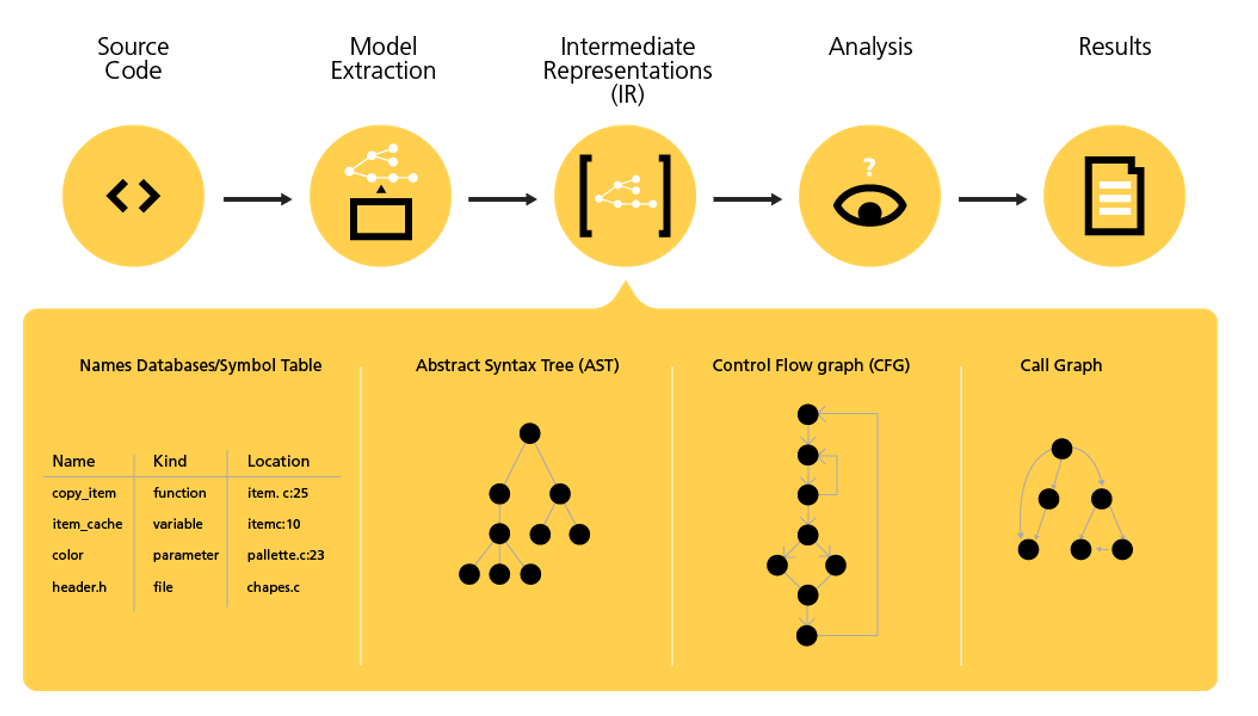 Source
Code
Model
Extraction
Intermediate
Representations
(IR)
Analysis
Results
?
Names Databases/Symbol Table
Abstract Syntax Tree (AST)
Control Flow graph (CFG)
Call Graph
Name Kind Location
copy_item function item. c:25
item_cache variable itemc:10
color parameter pallette.c:23
header.h file chapes.c